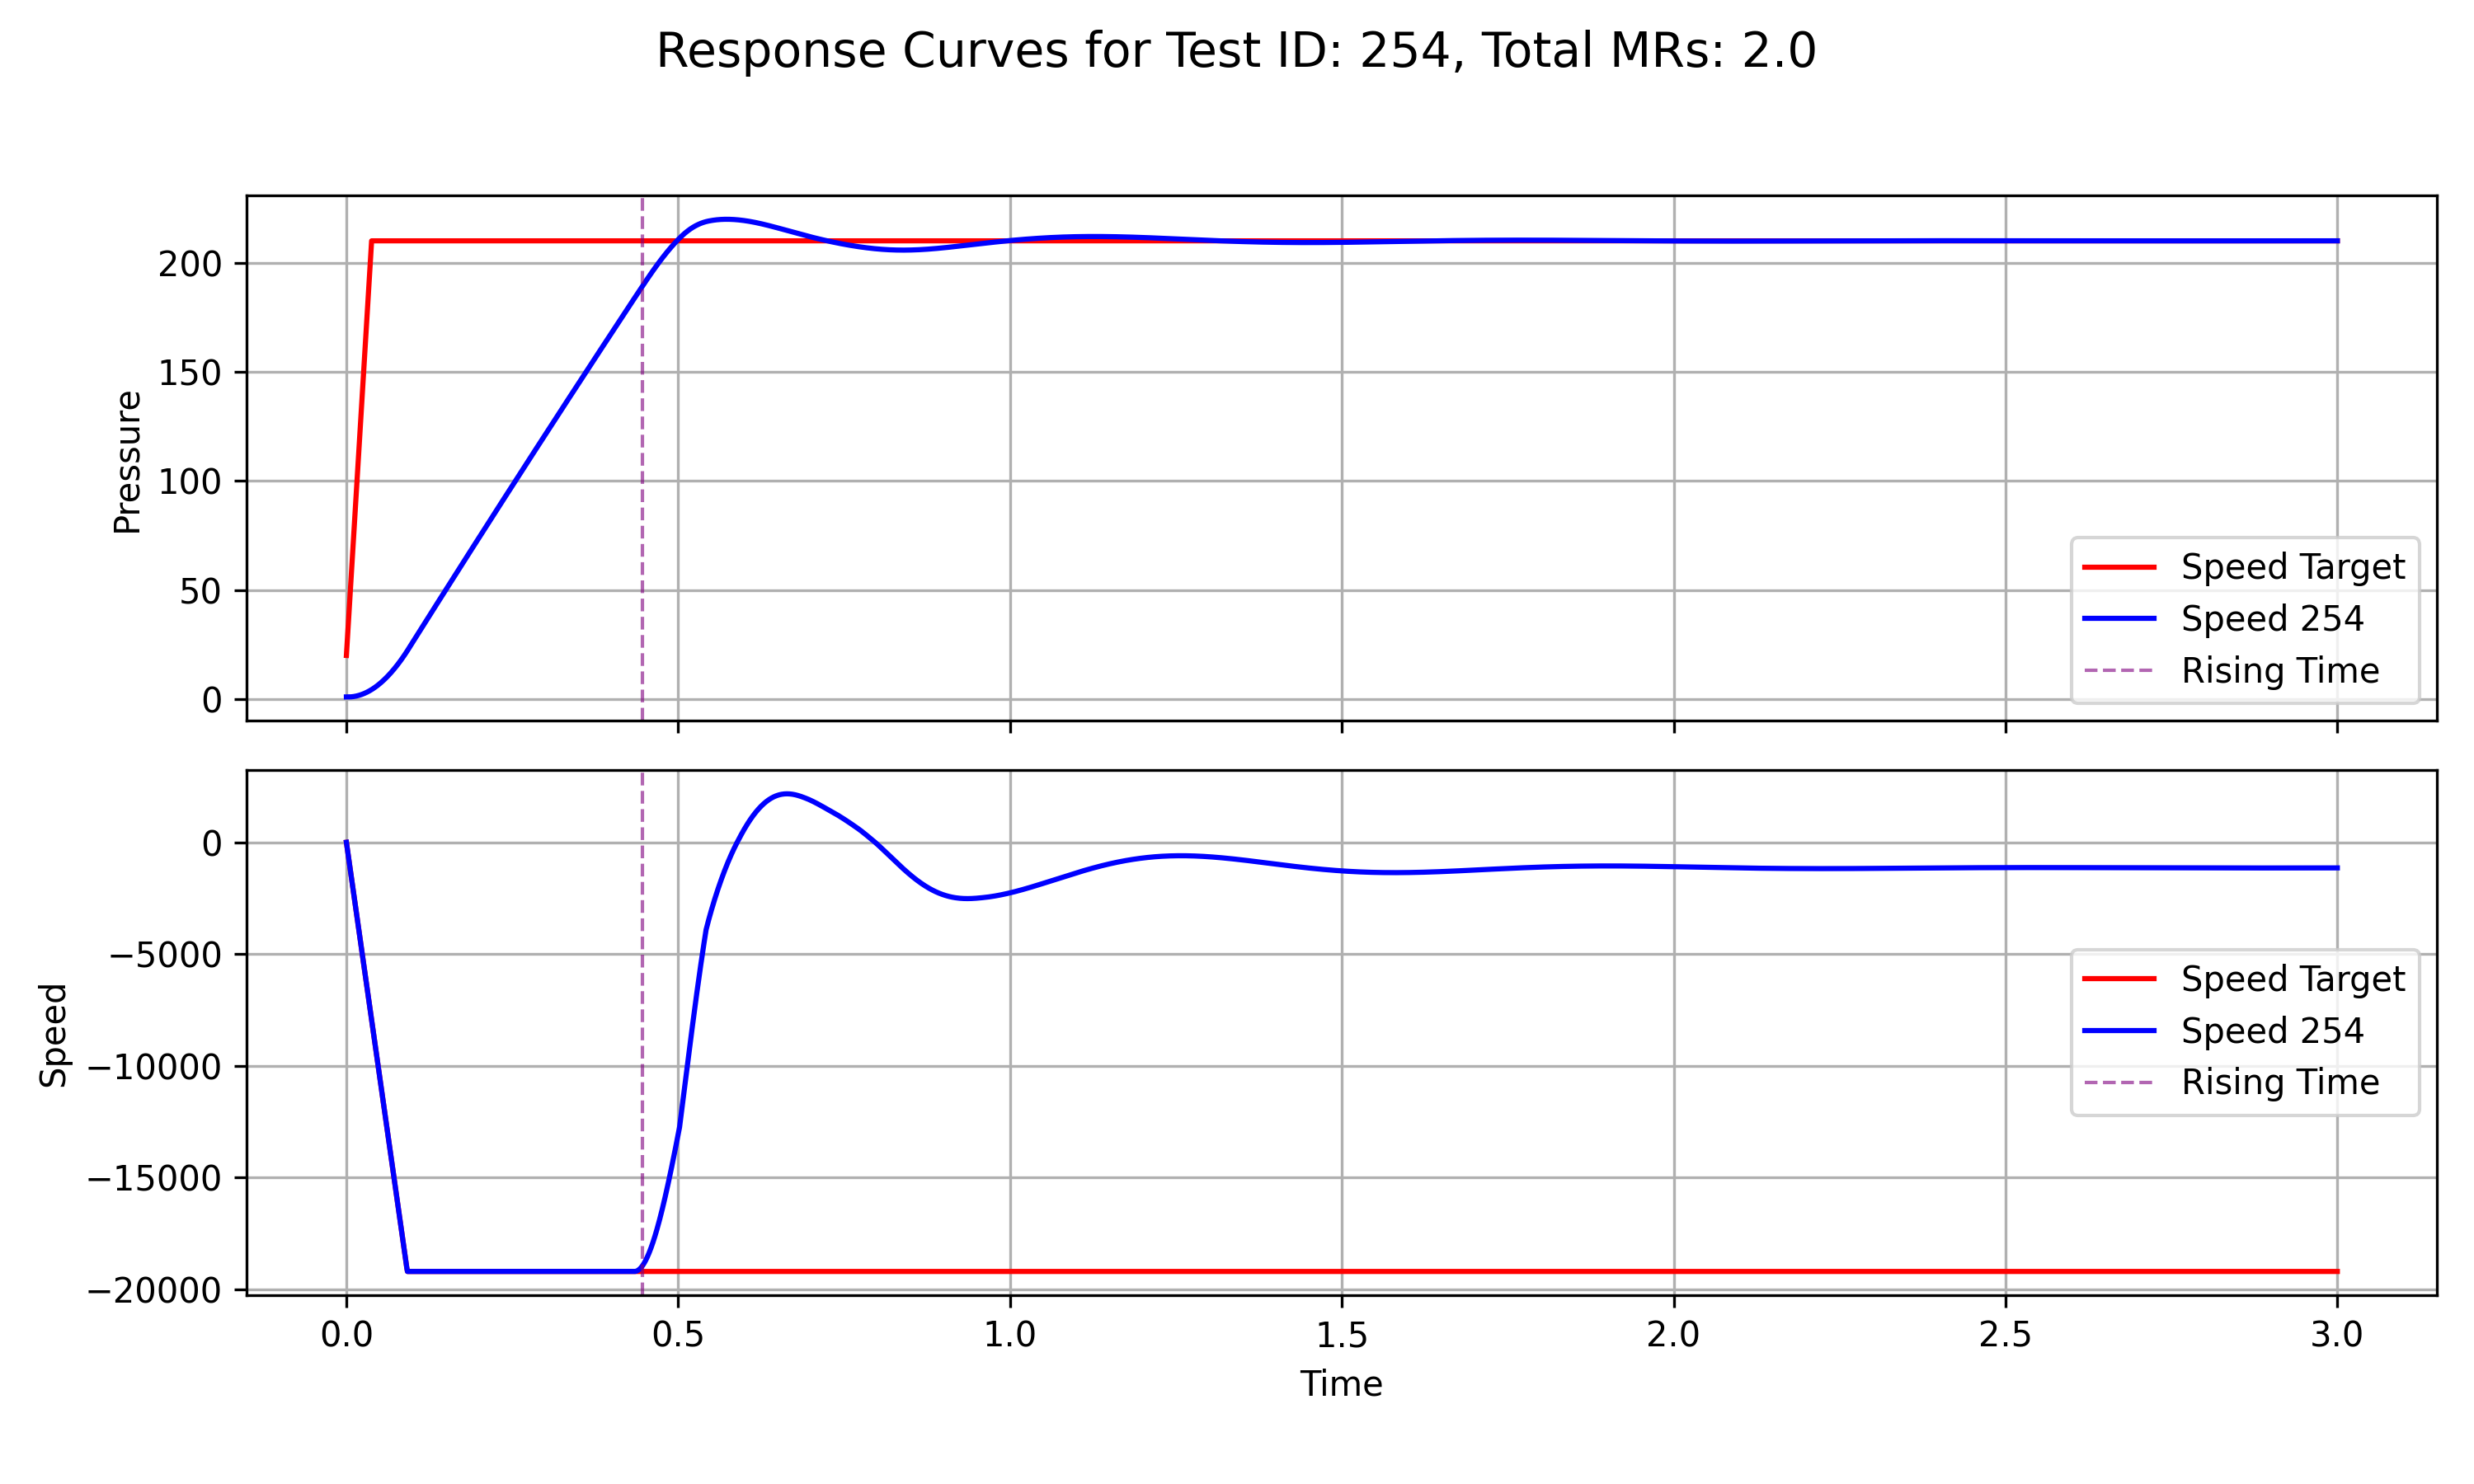 Response Curves for Test ID: 254, Total MRs: 2.0
Pressure
200
150
100
50
0
Speed Target
Speed 254
Rising Time
Speed
0
−5000
−10000
−15000
−20000
Speed Target
Speed 254
Rising Time
0.0 0.5 1.0 1.5 2.0 2.5 3.0
Time